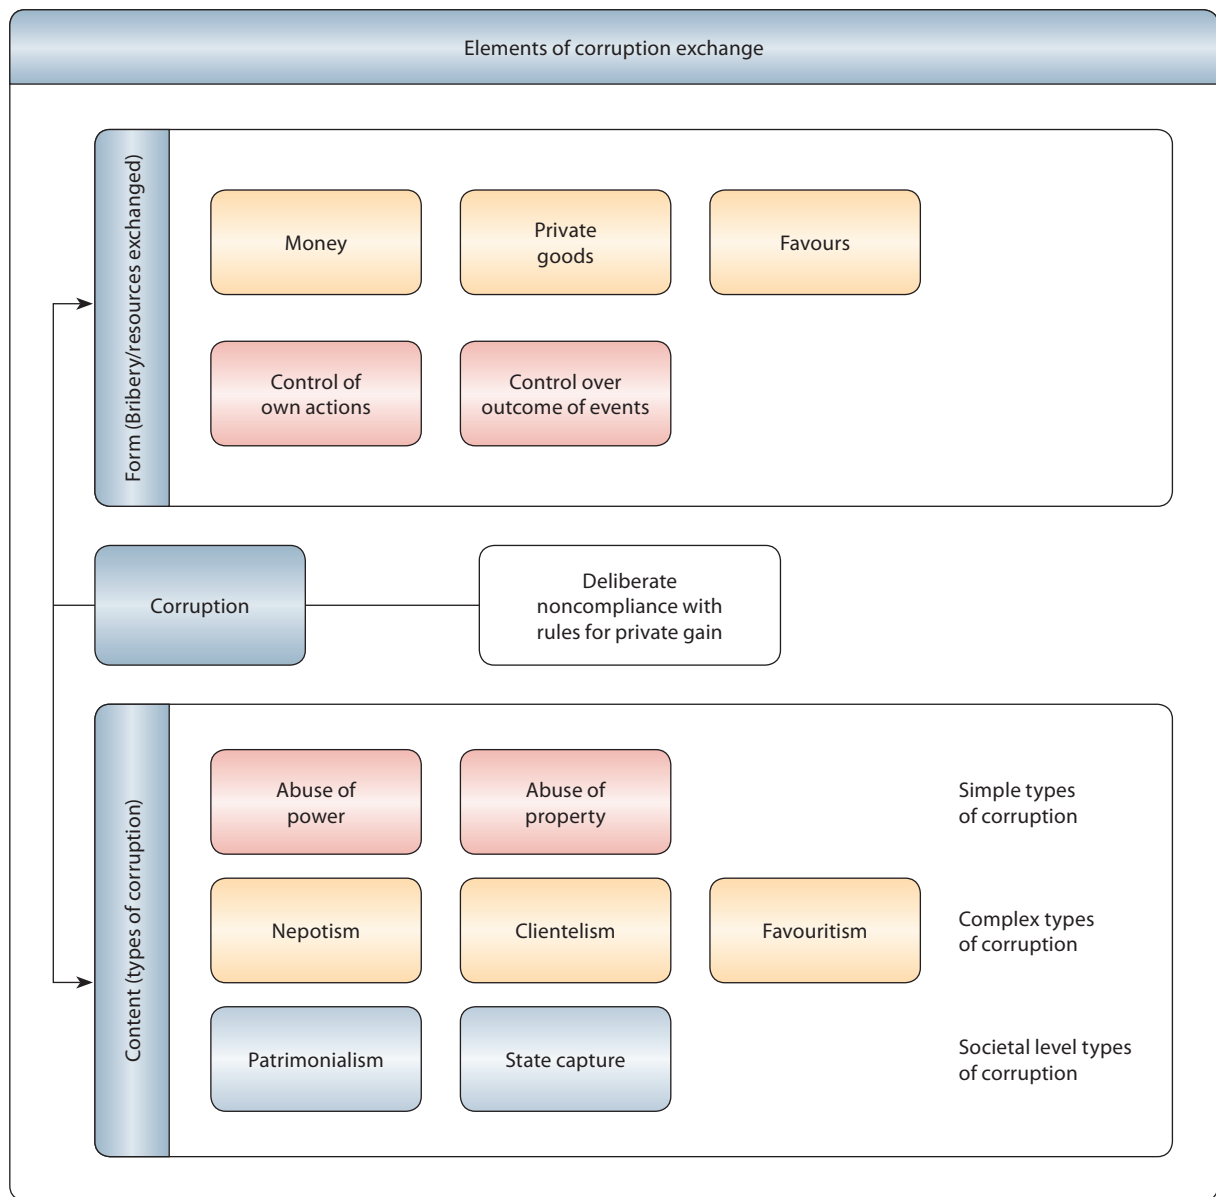 Elements of corruption exchange
Form (Bribery/resources exchanged)
Money
Private
goods
Favours
Control of
own actions
Control over
outcome of events
Corruption
Deliberate
noncompliance with
rules for private gain
Content (types of corruption)
Abuse of
power
Abuse of
property
Simple types
of corruption
Nepotism
Clientelism
Favouritism
Complex types
of corruption
Patrimonialism
State capture
Societal level types
of corruption